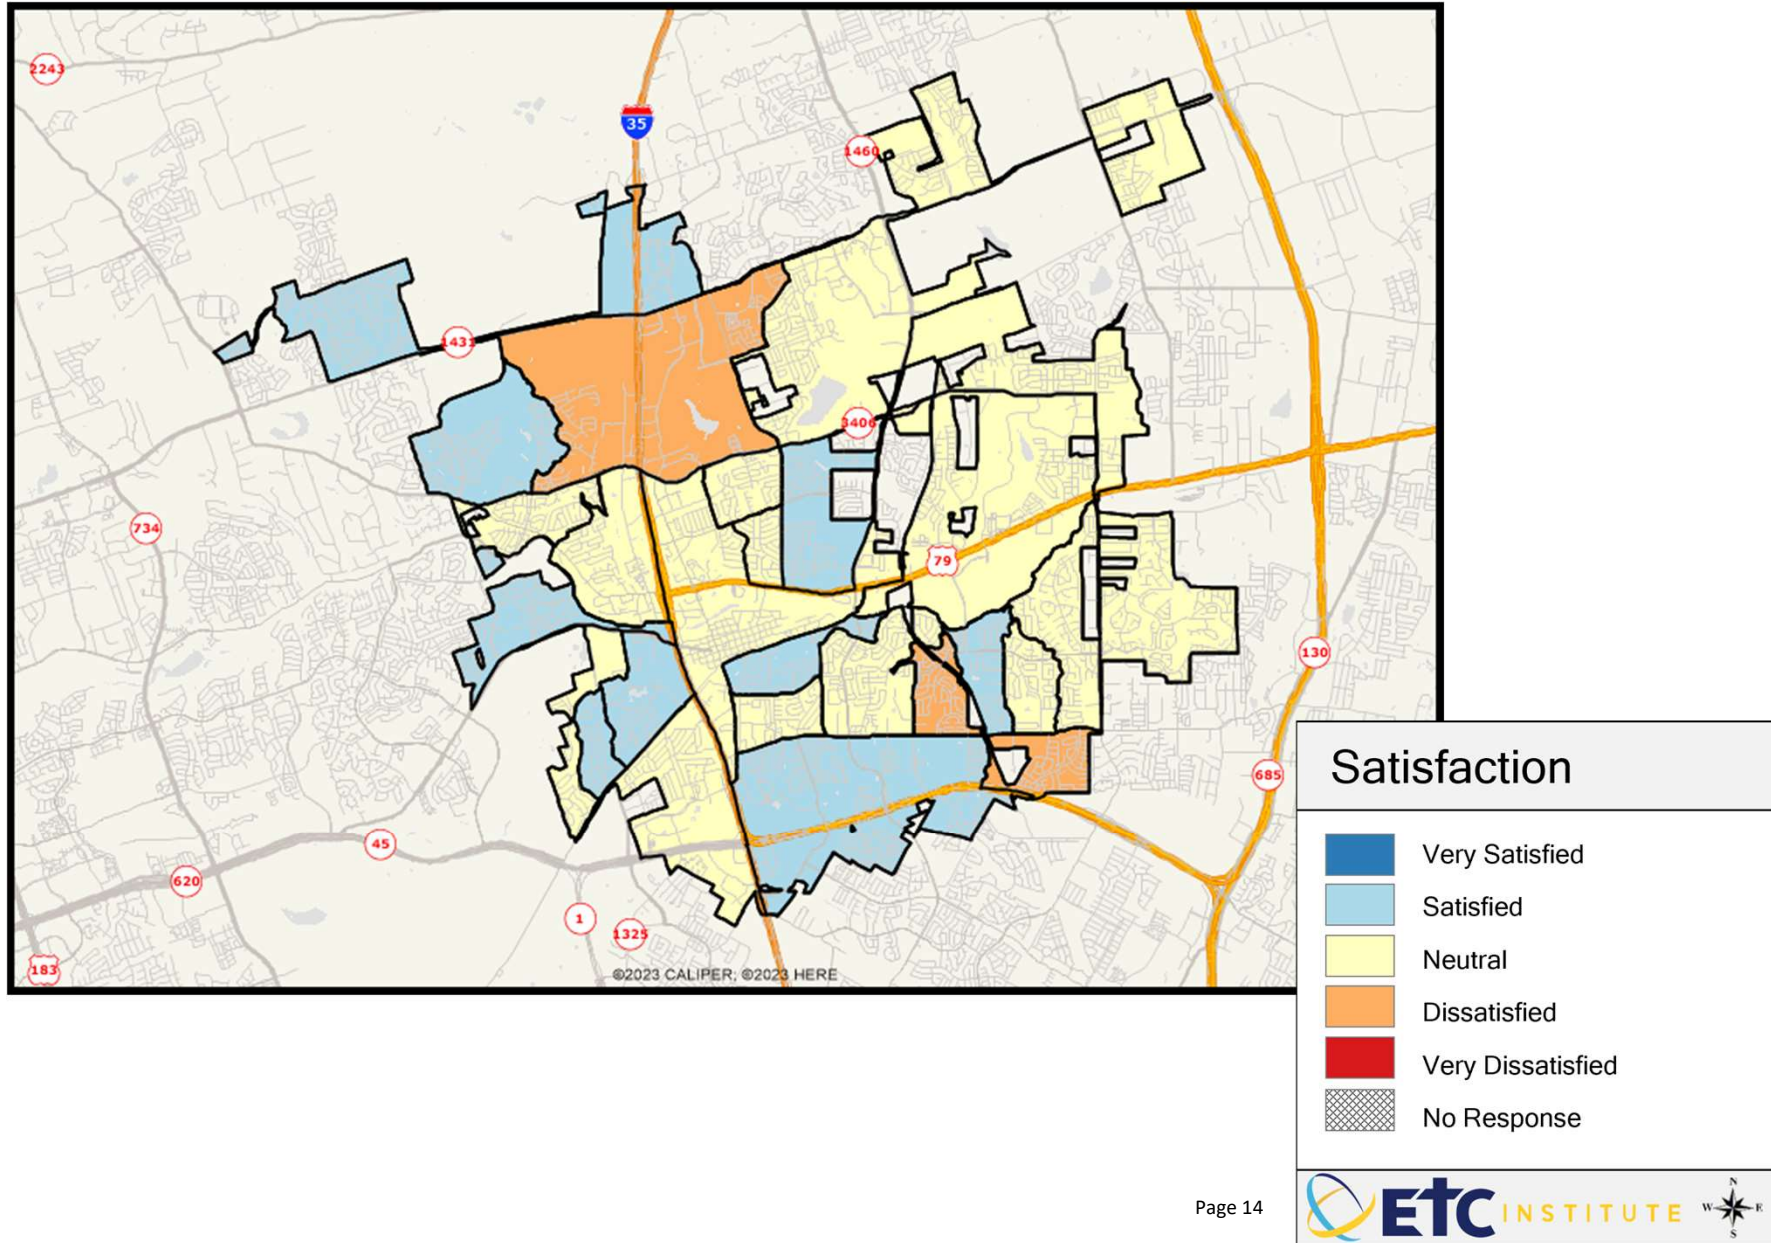 2243
35
1460
1431
3406
734
79
130
685
45
620
1
1325
183
©2023 CALIPER; ©2023 HERE
Satisfaction
Very Satisfied
Satisfied
Neutral
Dissatisfied
Very Dissatisfied
No Response
Page 14
ETC INSTITUTE
N
W E
S